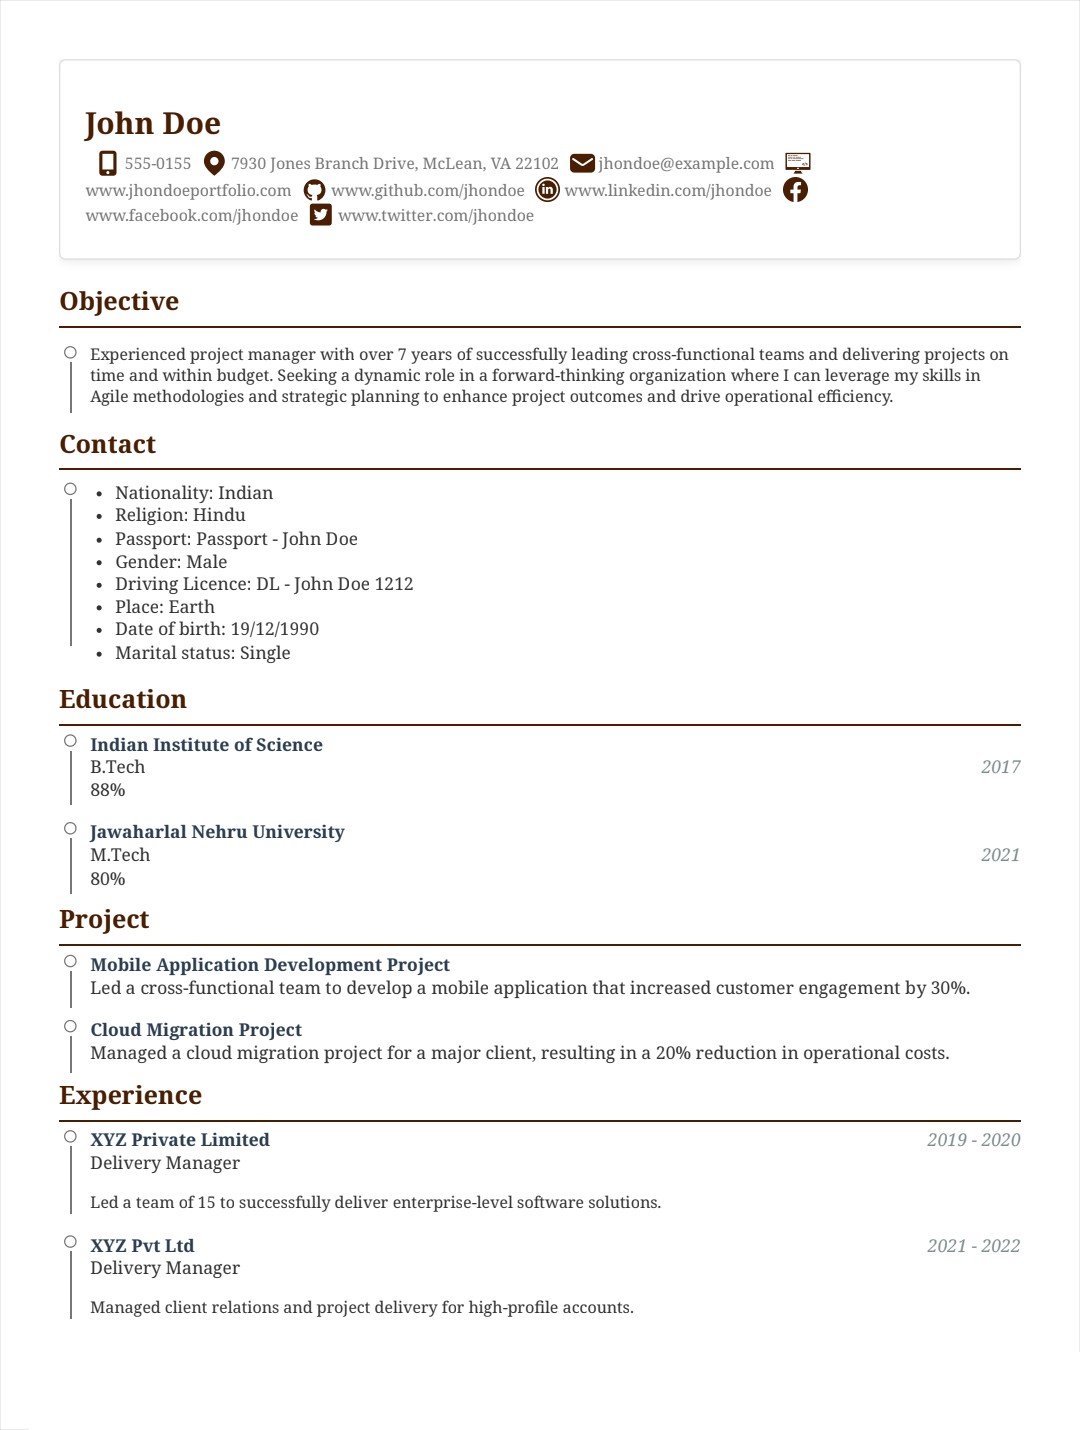 John Doe
555-0155 7930 Jones Branch Drive, McLean, VA 22102 jhondoe@example.com
www.jhondoeportfolio.com www.github.com/jhondoe www.linkedin.com/jhondoe
www.facebook.com/jhondoe www.twitter.com/jhondoe
Objective
Experienced project manager with over 7 years of successfully leading cross-functional teams and delivering projects on
time and within budget. Seeking a dynamic role in a forward-thinking organization where I can leverage my skills in
Agile methodologies and strategic planning to enhance project outcomes and drive operational efficiency.
Contact
• Nationality: Indian
• Religion: Hindu
• Passport: Passport - John Doe
• Gender: Male
• Driving Licence: DL - John Doe 1212
• Place: Earth
• Date of birth: 19/12/1990
• Marital status: Single
Education
Indian Institute of Science
B.Tech 2017
88%
Jawaharlal Nehru University
M.Tech 2021
80%
Project
Mobile Application Development Project
Led a cross-functional team to develop a mobile application that increased customer engagement by 30%.
Cloud Migration Project
Managed a cloud migration project for a major client, resulting in a 20% reduction in operational costs.
Experience
XYZ Private Limited 2019 - 2020
Delivery Manager
Led a team of 15 to successfully deliver enterprise-level software solutions.
XYZ Pvt Ltd 2021 - 2022
Delivery Manager
Managed client relations and project delivery for high-profile accounts.